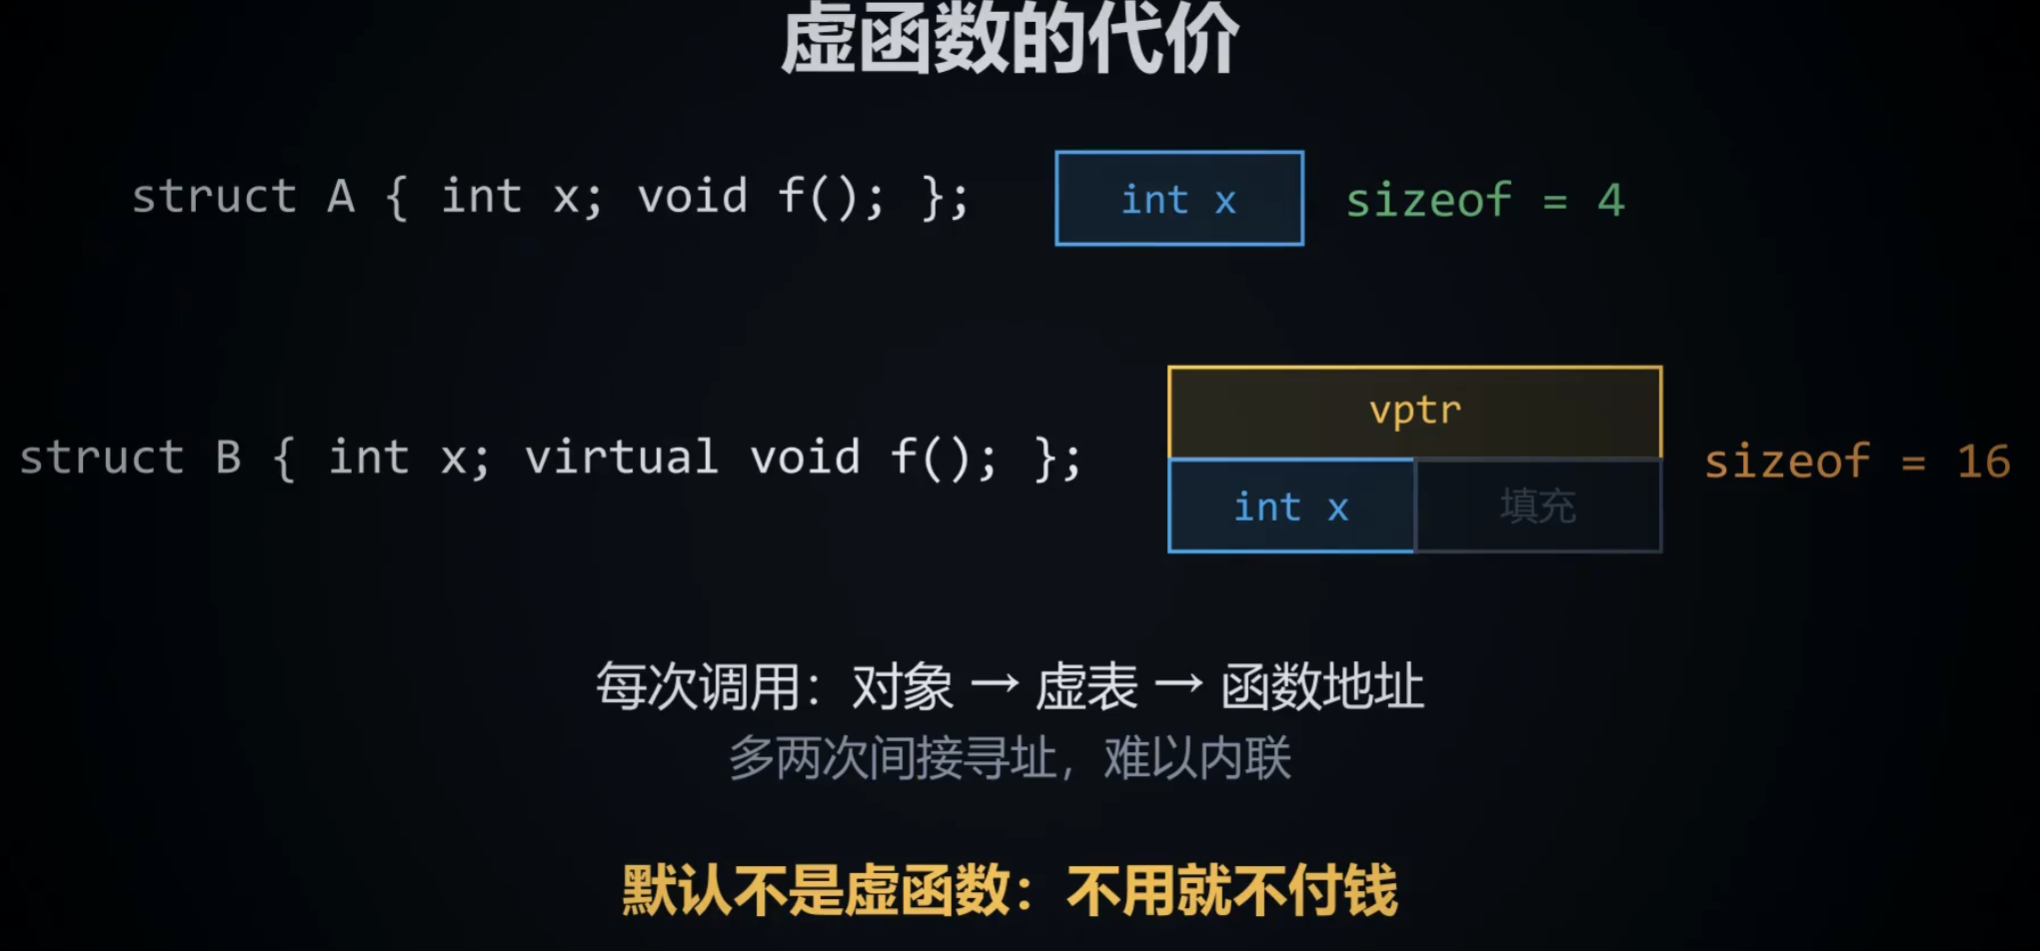 虚函数的代价
struct A { int x; void f(); };
int x
sizeof = 4
struct B { int x; virtual void f(); };
vptr
int x
填充
sizeof = 16
每次调用：对象 → 虚表 → 函数地址
多两次间接寻址，难以内联
默认不是虚函数：不用就不付钱